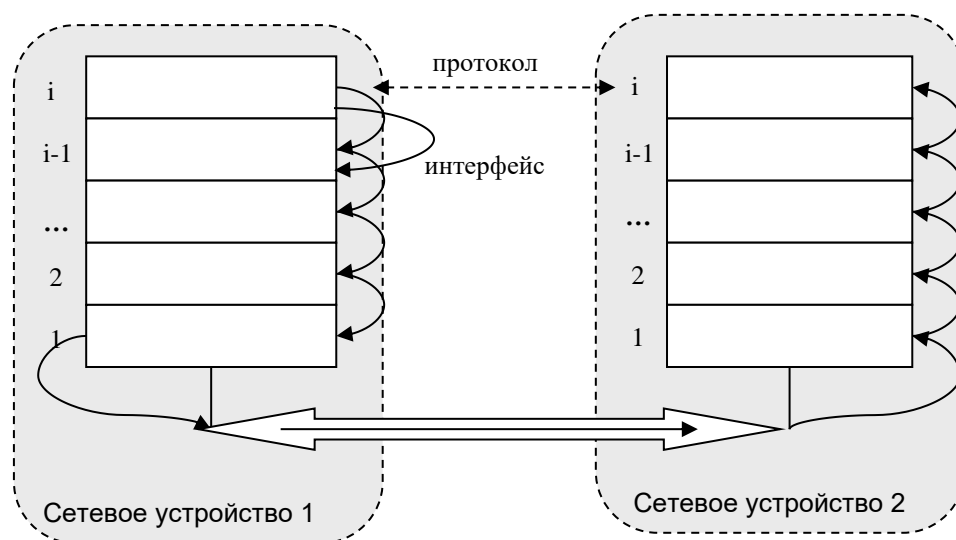 протокол
i
i
i-1
интерфейс
i-1
...
...
2
2
1
1
Сетевое устройство 1
Сетевое устройство 2